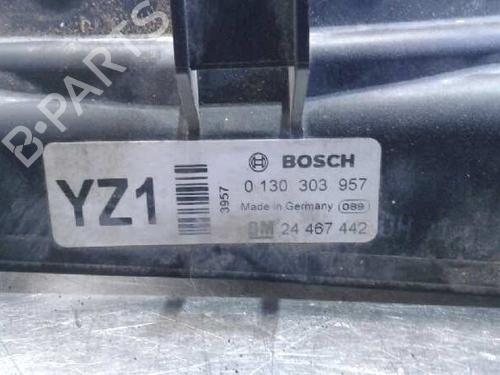 B-PARTS
YZ1
3957
BOSCH
0 130 303 957
Made in Germany 089
GM 24 467 442